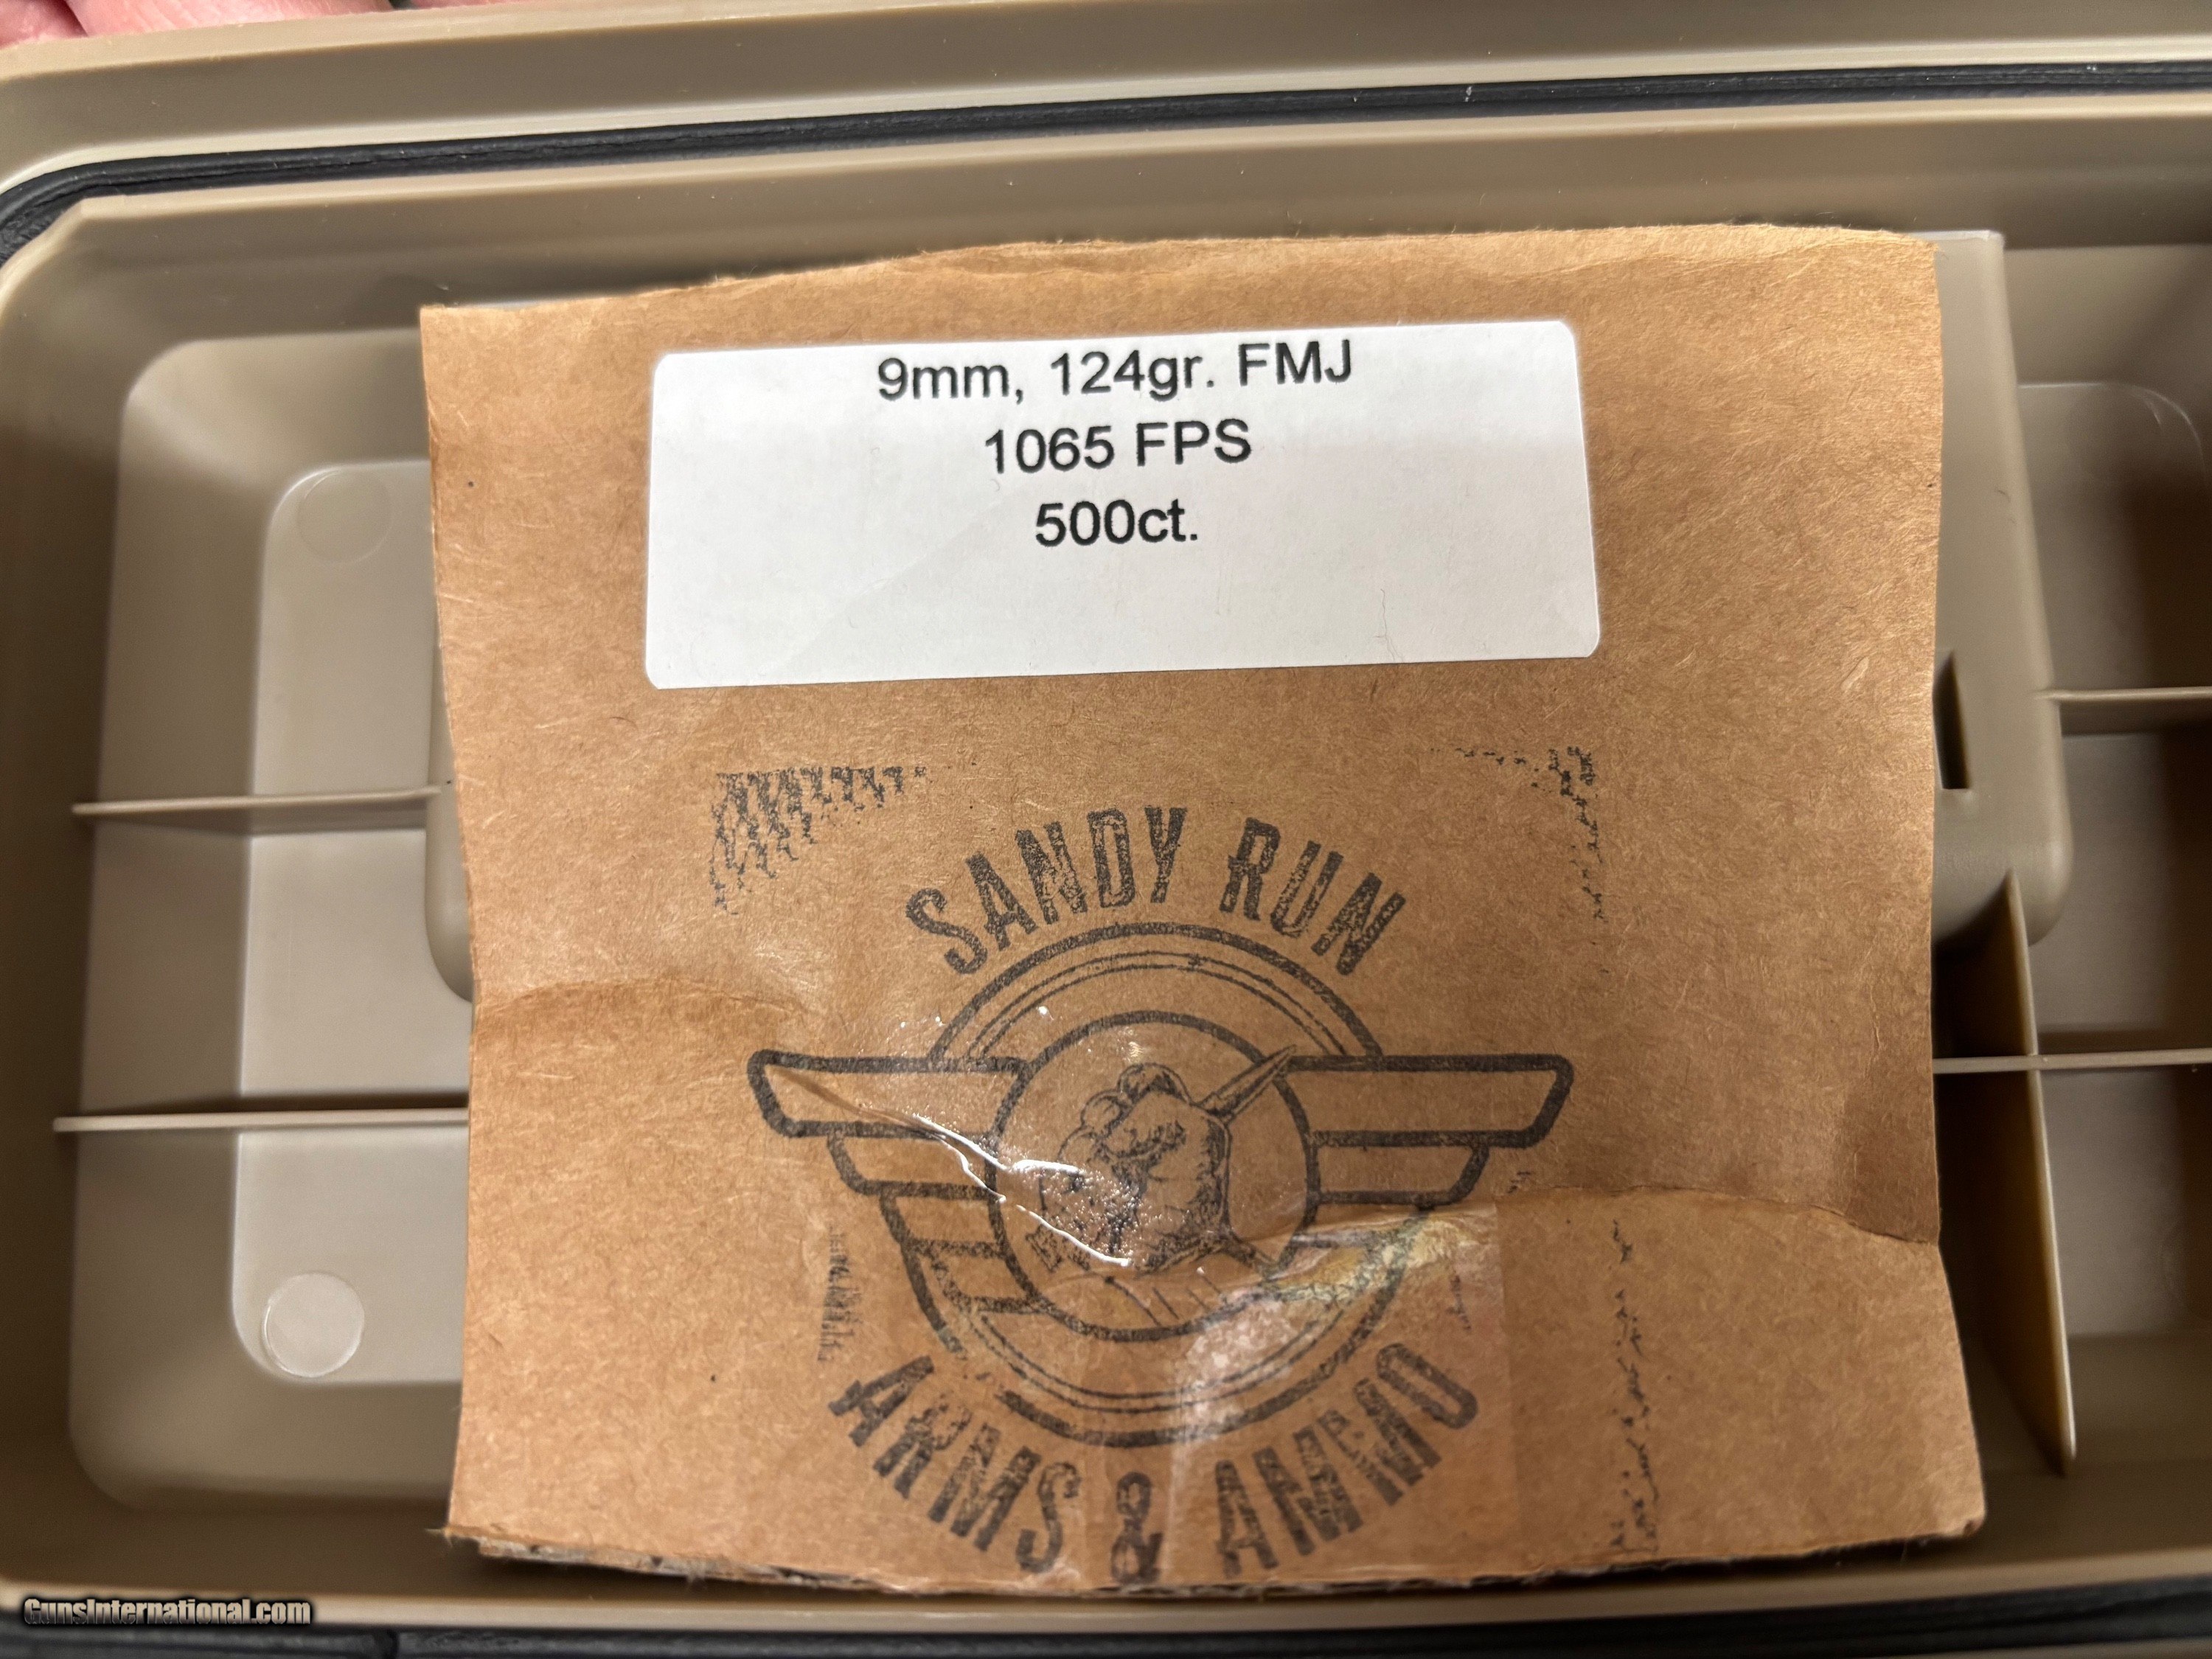 9mm, 124gr. FMJ
1065 FPS
500ct.
SANDY RUN
ARMS & AMMO
GunsInternational.com